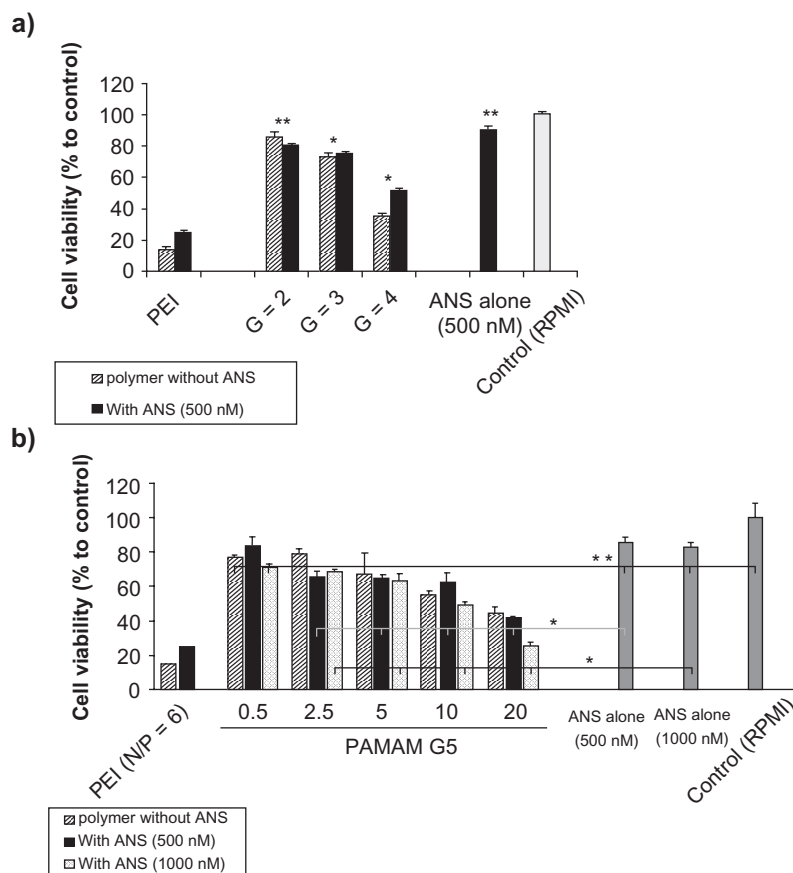 a)
Cell viability (% to control)
120
100
80
60
40
20
0
**
*
*
**
PEI
G = 2
G = 3
G = 4
ANS alone
(500 nM)
Control (RPMI)
polymer without ANS
With ANS (500 nM)
b)
Cell viability (% to control)
120
100
80
60
40
20
0
**
*
*
PEI (N/P = 6)
0.5
2.5
5
10
20
PAMAM G5
ANS alone
(500 nM)
ANS alone
(1000 nM)
Control (RPMI)
polymer without ANS
With ANS (500 nM)
With ANS (1000 nM)